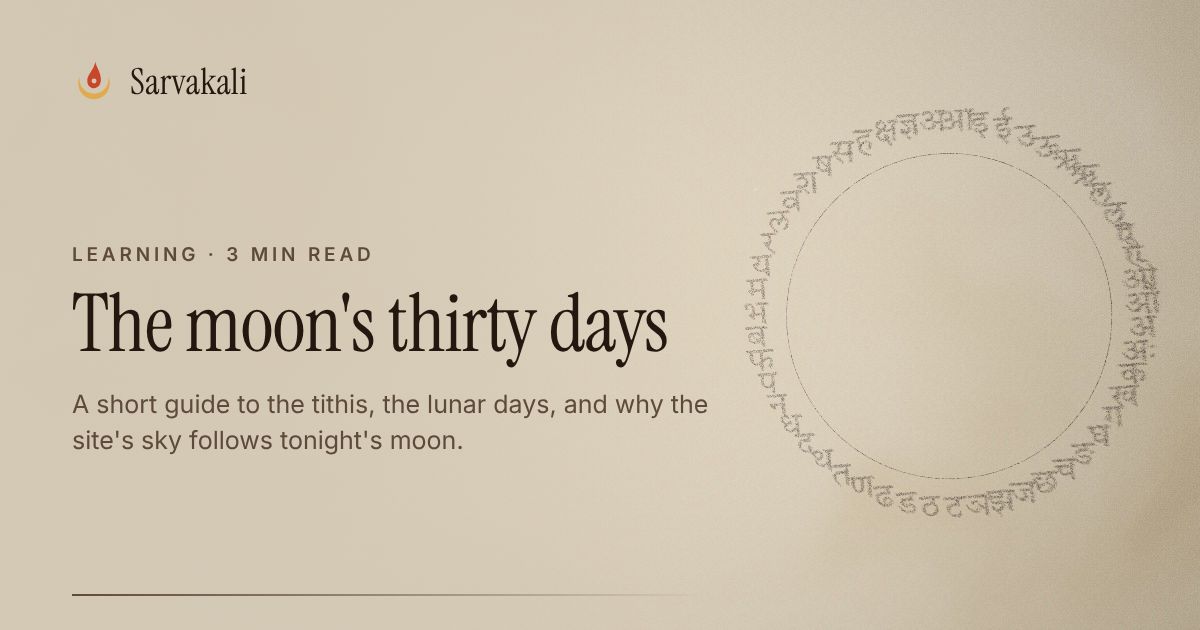 Sarvakali
LEARNING · 3 MIN READ
The moon's thirty days
A short guide to the tithis, the lunar days, and why the
site's sky follows tonight's moon.
स ह क्ष ज्ञ अ आ इ ई उ
छ ज झ ञ ट ठ ड ढ ण त थ